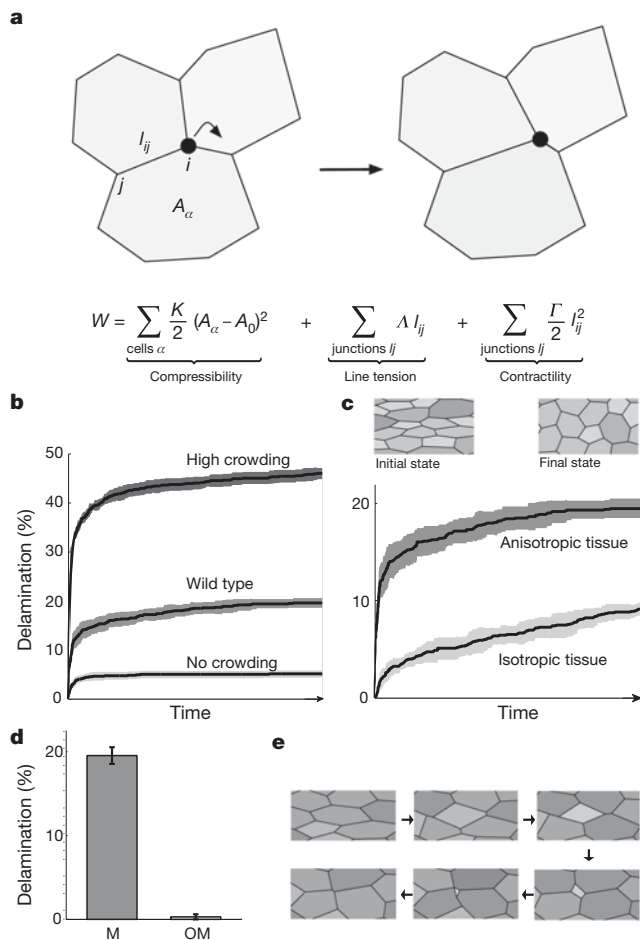 a
l_ij
i
j
A_α
W = ∑ K/2 (A_α – A_0)^2 + ∑ Λ l_ij + ∑ Γ/2 l_ij^2
cells α junctions ij junctions ij
Compressibility Line tension Contractility
b
Delamination (%)
50
40
30
20
10
0
High crowding
Wild type
No crowding
Time
c
Initial state
Final state
20
10
0
Anisotropic tissue
Isotropic tissue
Time
d
Delamination (%)
20
10
0
M OM
e